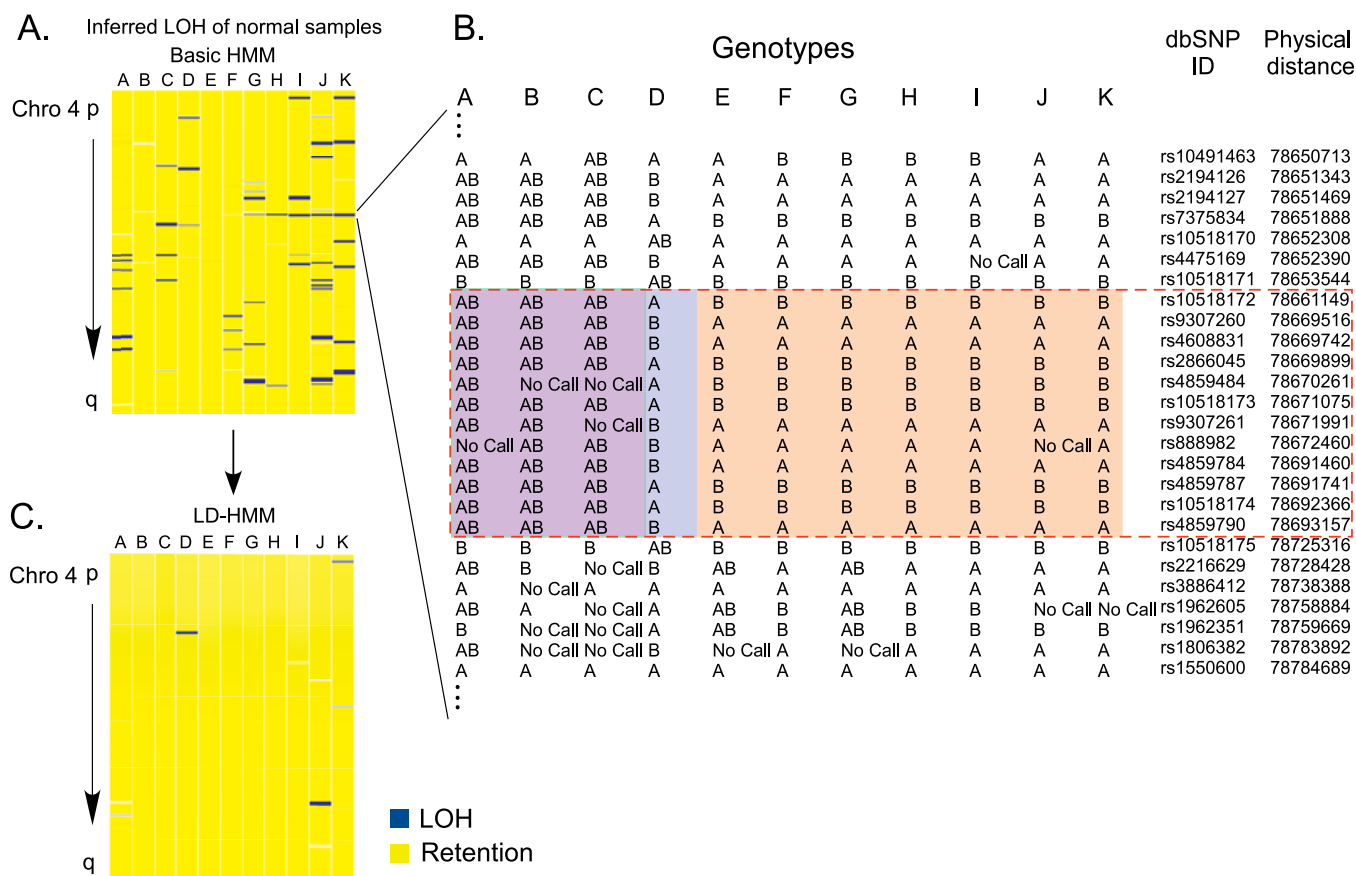 A.
Inferred LOH of normal samples
Basic HMM
A B C D E F G H I J K
Chro 4 p
q
B.
Genotypes
dbSNP ID
Physical distance
A B C D E F G H I J K
A A AB A A B B B B A A rs10491463 78650713
AB AB AB B A A A A A A A rs2194126 78651343
AB AB AB B A A A A A A A rs2194127 78651469
AB AB AB A B B B B B B B rs7375834 78651888
A A A AB A A A A A A A rs10518170 78652308
AB AB AB B A A A A No Call A A rs4475169 78652390
B B B AB B B B B B B B rs10518171 78653544
AB AB AB A B B B B B B B rs10518172 78661149
AB AB AB B A A A A A A A rs9307260 78669516
AB AB AB B A A A A A A A rs4608831 78669742
AB AB AB B A A A A A A A rs2866045 78669899
AB No Call No Call A B B B B B B B rs4859484 78670261
AB AB AB A B B B B B B B rs10518173 78671075
AB AB No Call B A A A A A A A rs9307261 78671991
No Call AB AB B A A A A A No Call A rs888982 78672460
AB AB AB B A A A A A A A rs4859784 78691460
AB AB AB A B B B B B B B rs4859787 78691741
AB AB AB A B B B B B B B rs10518174 78692366
AB AB AB B A A A A A A A rs4859790 78693157
B B B AB B B B B B B B rs10518175 78725316
AB B No Call B AB A AB A A A A rs2216629 78728428
A No Call A A A A A A A A A rs3886412 78738388
AB A No Call A AB B AB B B No Call No Call rs1962605 78758884
B No Call No Call A AB B AB B B B B rs1962351 78759669
AB No Call No Call B No Call A No Call A A A A rs1806382 78783892
A A A A A A A A A A A rs1550600 78784689
C.
LD-HMM
A B C D E F G H I J K
Chro 4 p
q
LOH
Retention